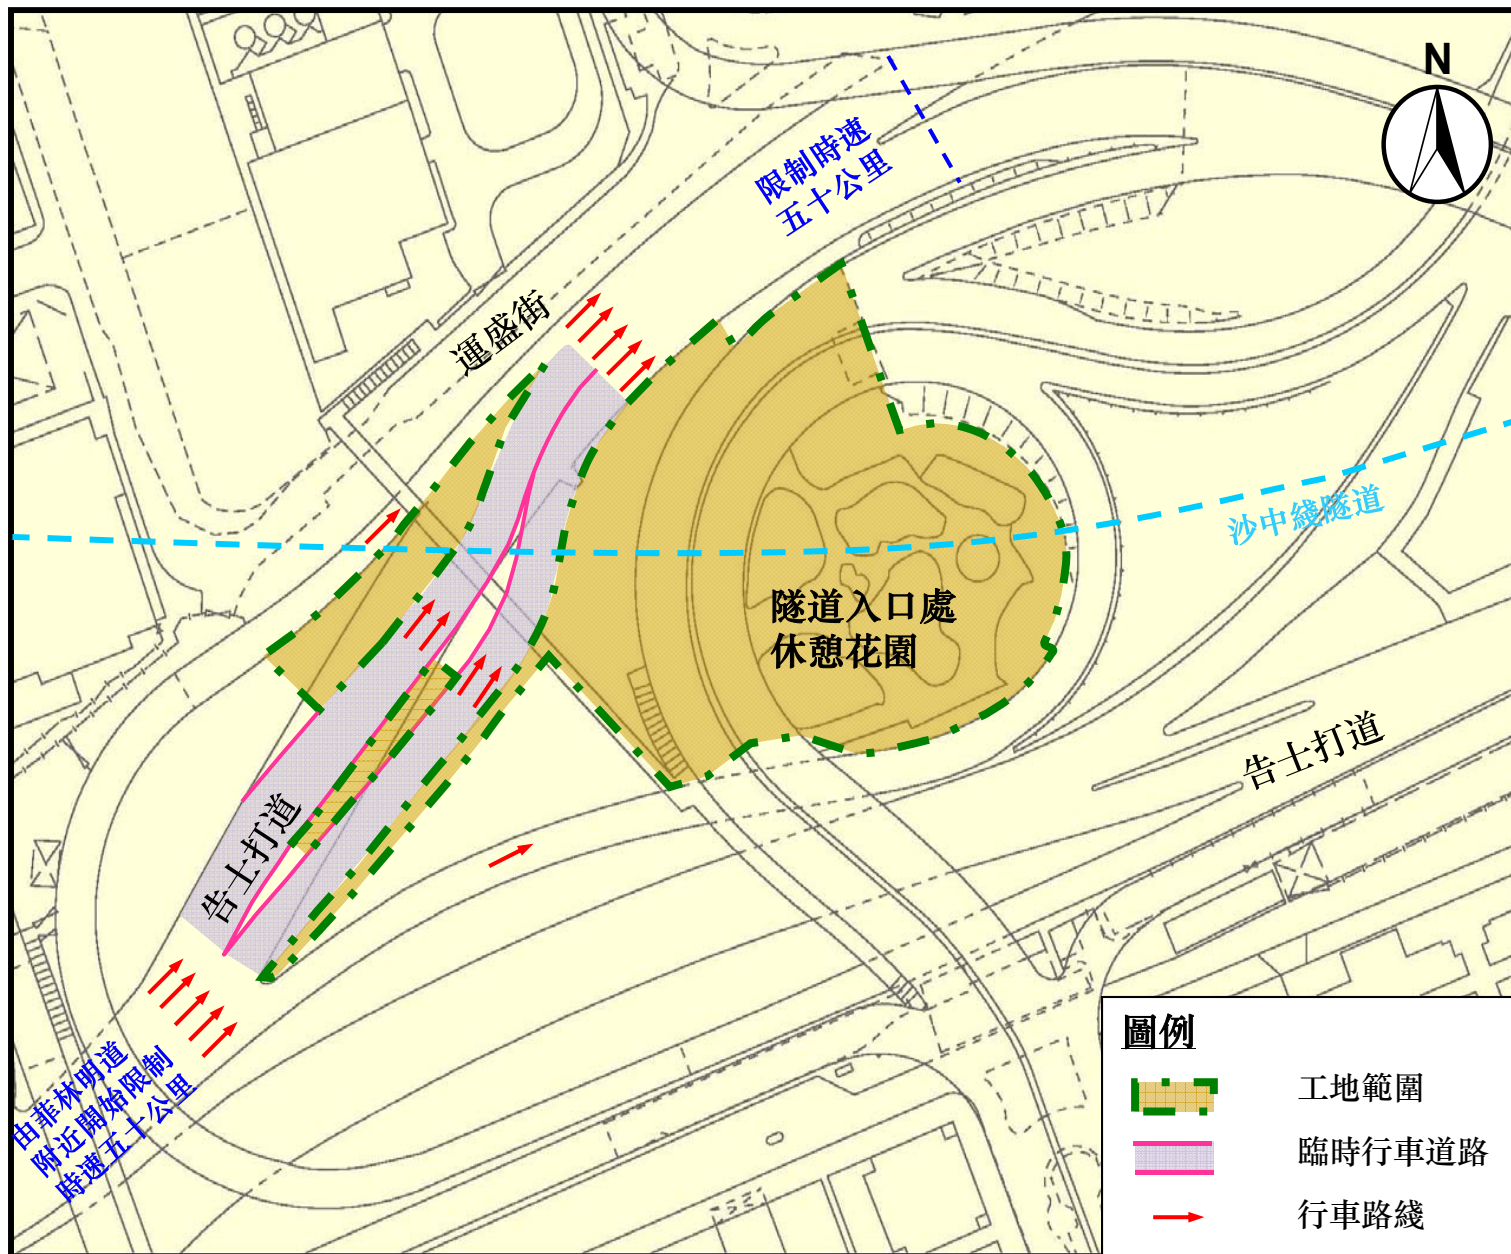 N
限制時速
五十公里
運盛街
沙中綫隧道
隧道入口處
休憩花園
告士打道
告士打道
由菲林明道
附近開始限制
時速五十公里
圖例
工地範圍
臨時行車道路
行車路綫